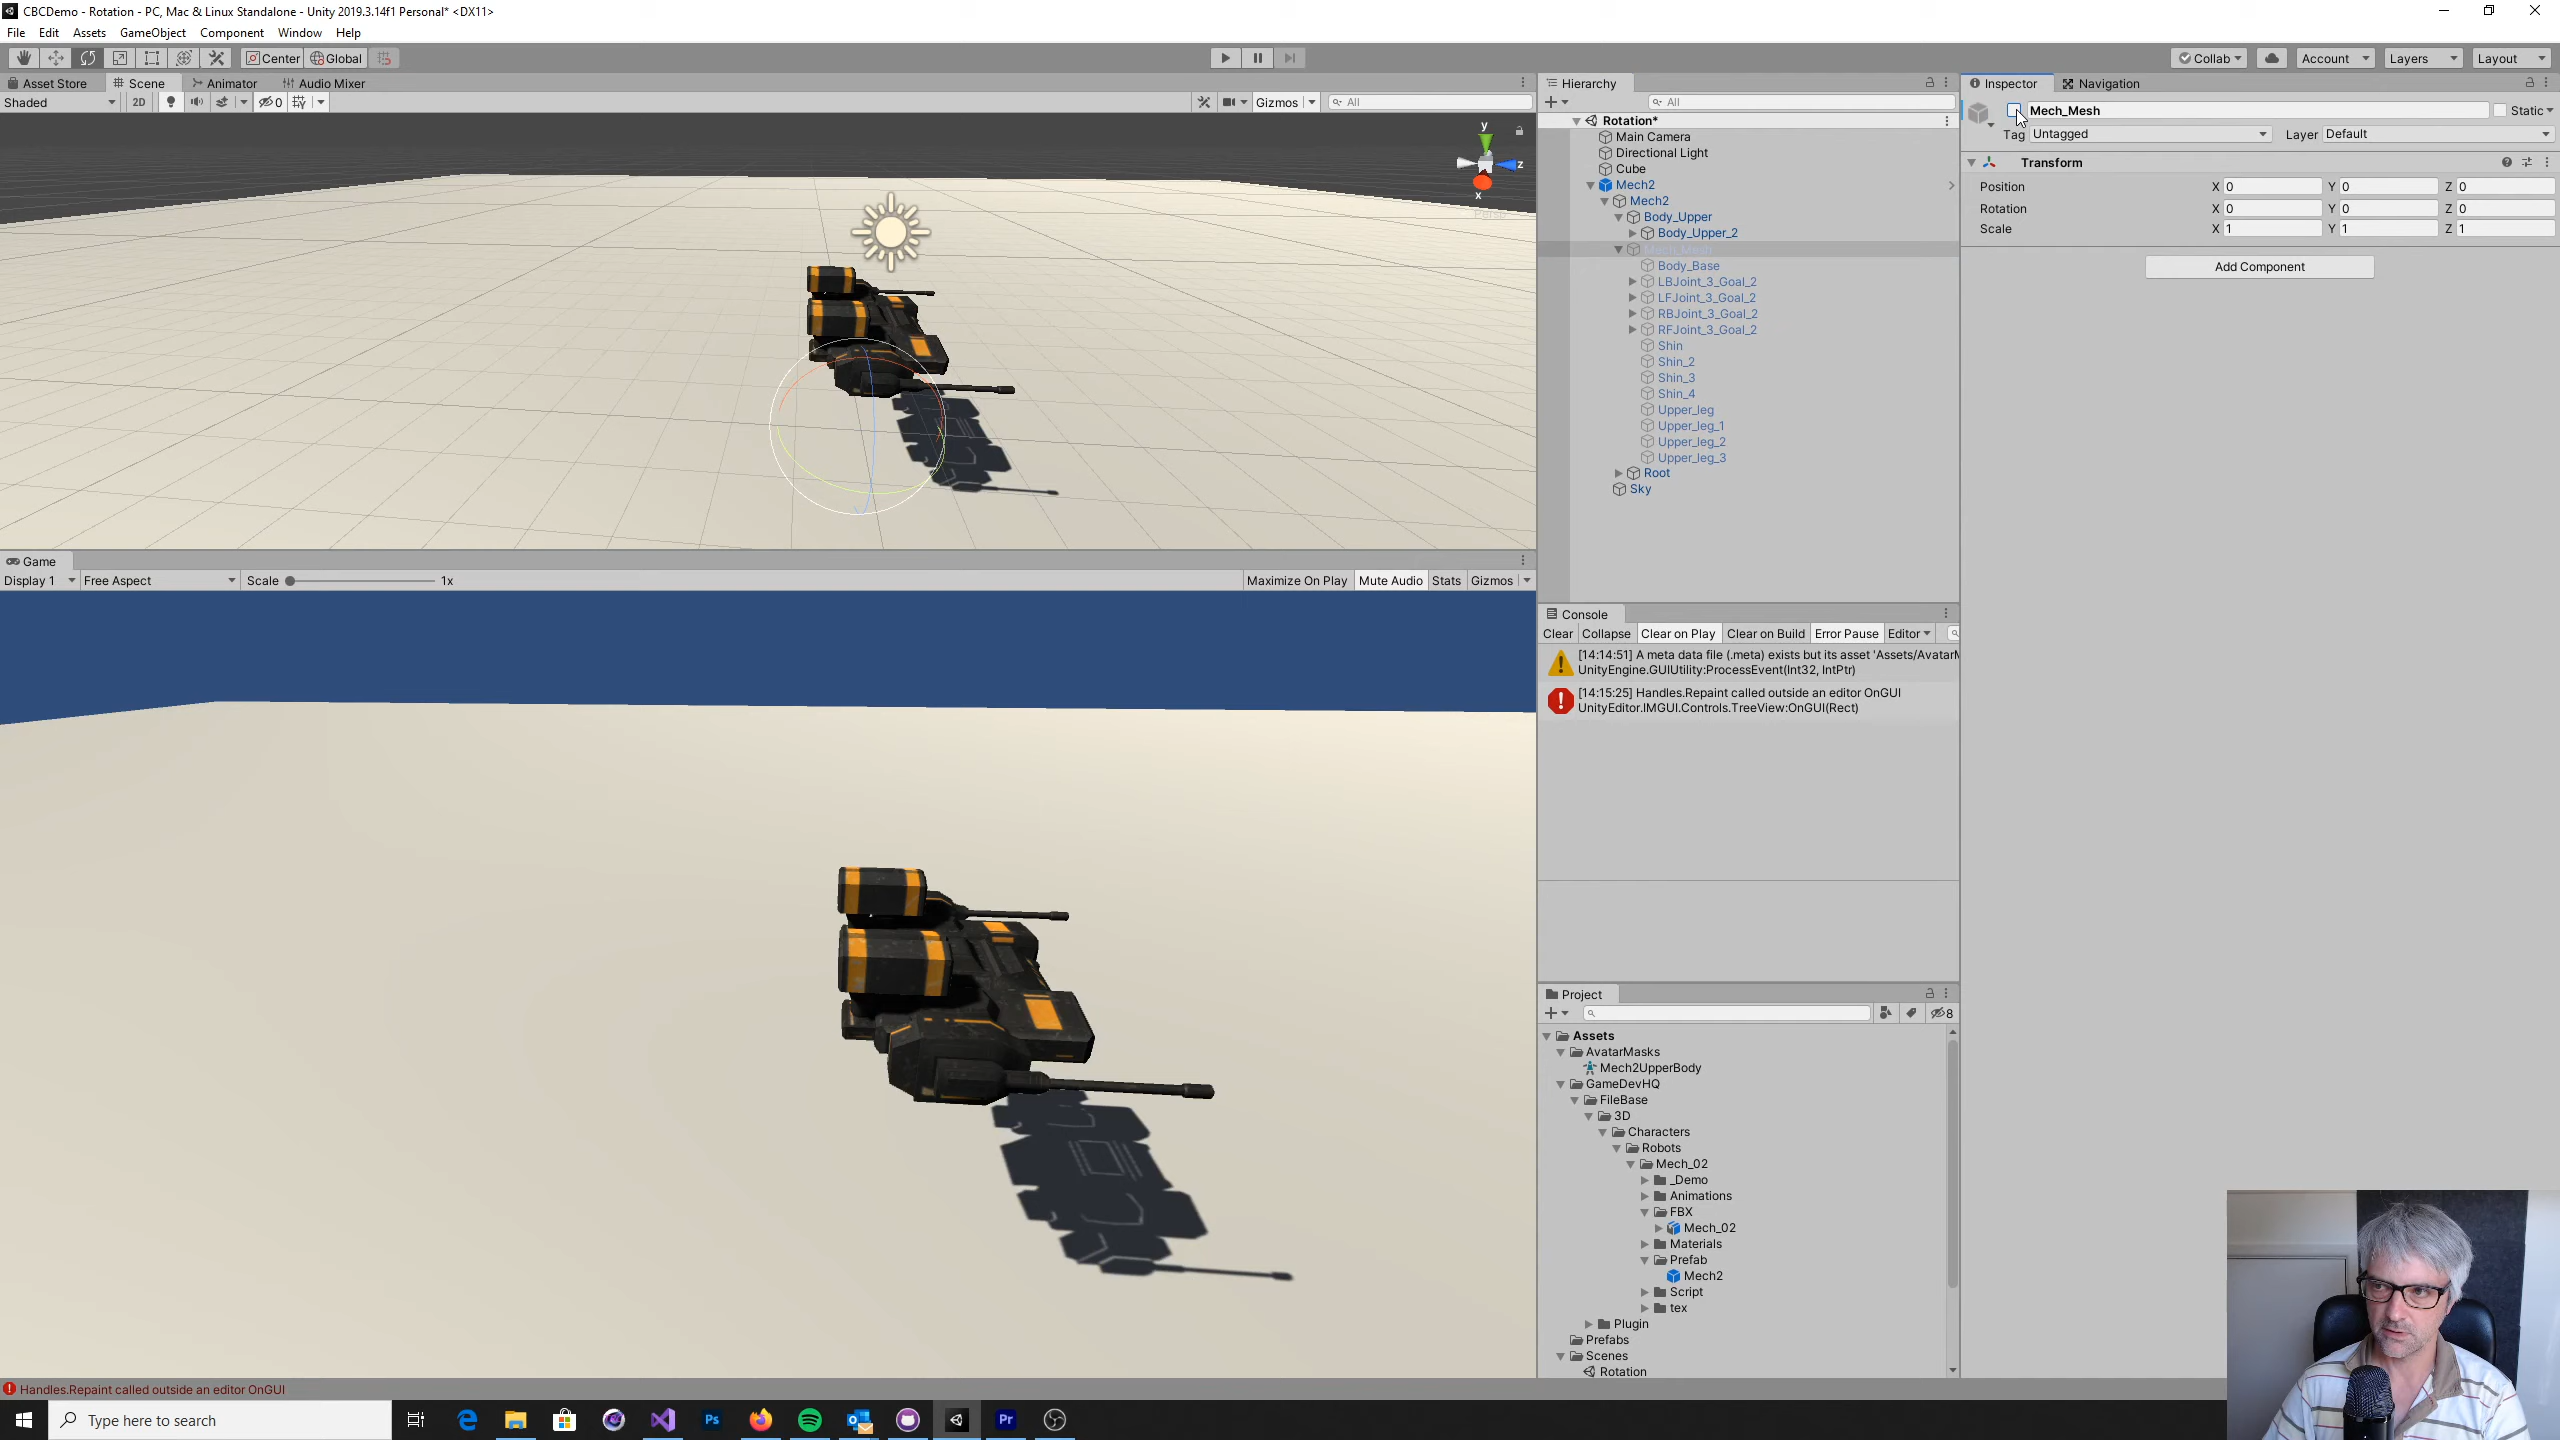 CBCDemo - Rotation - PC, Mac & Linux Standalone - Unity 2019.3.14f1 Personal* <DX11>
File Edit Assets GameObject Component Window Help
Center Global
Collab Account Layers Layout
Asset Store Scene Animator Audio Mixer
Shaded 2D 0 Gizmos All
y
z
x
Game
Display 1 Free Aspect Scale 1x Maximize On Play Mute Audio Stats Gizmos
Hierarchy
All
Rotation*
Main Camera
Directional Light
Cube
Mech2
Mech2
Body_Upper
Body_Upper_2
Body_Base
LBJoint_3_Goal_2
LFJoint_3_Goal_2
RBJoint_3_Goal_2
RFJoint_3_Goal_2
Shin
Shin_2
Shin_3
Shin_4
Upper_leg
Upper_leg_1
Upper_leg_2
Upper_leg_3
Root
Sky
Console
Clear Collapse Clear on Play Clear on Build Error Pause Editor
[14:14:51] A meta data file (.meta) exists but its asset 'Assets/Avatar
UnityEngine.GUIUtility:ProcessEvent(Int32, IntPtr)
[14:15:25] Handles.Repaint called outside an editor OnGUI
UnityEditor.IMGUI.Controls.TreeView:OnGUI(Rect)
Project
8
Assets
AvatarMasks
Mech2UpperBody
GameDevHQ
FileBase
3D
Characters
Robots
Mech_02
_Demo
Animations
FBX
Mech_02
Materials
Prefab
Mech2
Script
tex
Plugin
Prefabs
Scenes
Rotation
Inspector Navigation
Mech_Mesh Static
Tag Untagged Layer Default
Transform
Position X 0 Y 0 Z 0
Rotation X 0 Y 0 Z 0
Scale X 1 Y 1 Z 1
Add Component
Handles.Repaint called outside an editor OnGUI
Type here to search
Ps
Pr